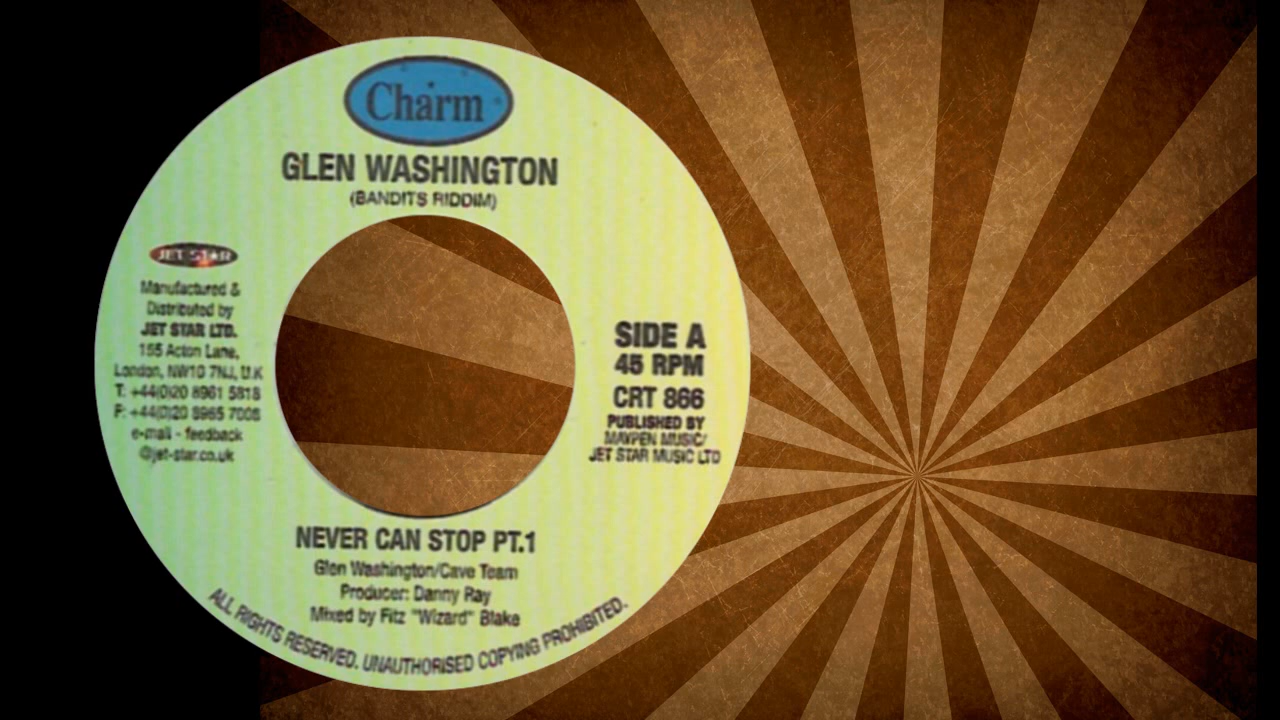 Charm
GLEN WASHINGTON
(BANDITS RIDDIM)
JET STAR
Manufactured &
Distributed by
JET STAR LTD.
155 Acton Lane,
London, NW10 7NJ, U.K
T: +44(0)20 8961 5818
F: +44(0)20 8965 7008
e-mail - feedback
@jet-star.co.uk
SIDE A
45 RPM
CRT 866
PUBLISHED BY
MAYPEN MUSIC/
JET STAR MUSIC LTD
NEVER CAN STOP PT.1
Glen Washington/Cave Team
Producer: Danny Ray
Mixed by Fitz "Wizard" Blake
ALL RIGHTS RESERVED. UNAUTHORISED COPYING PROHIBITED.